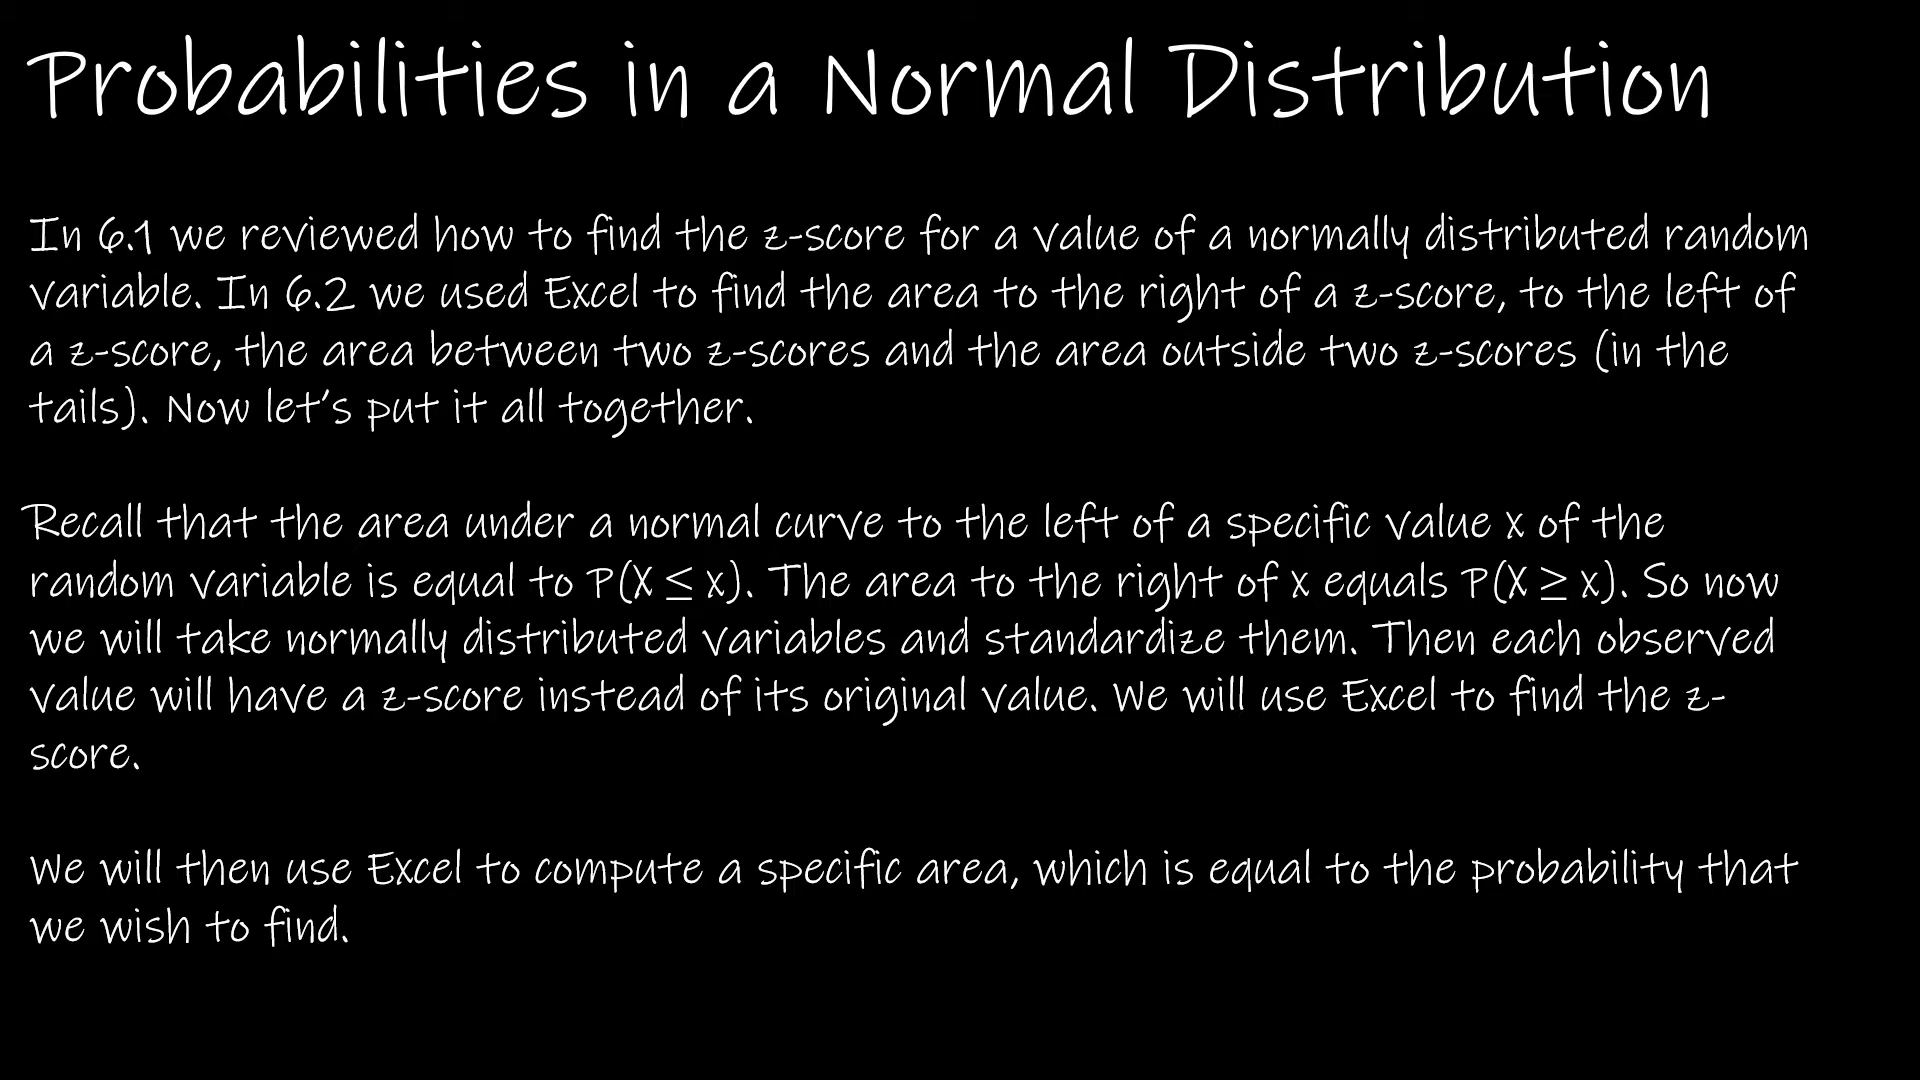 Probabilities in a Normal Distribution
In 6.1 we reviewed how to find the z-score for a value of a normally distributed random
variable. In 6.2 we used Excel to find the area to the right of a z-score, to the left of
a z-score, the area between two z-scores and the area outside two z-scores (in the
tails). Now let's put it all together.
Recall that the area under a normal curve to the left of a specific value x of the
random variable is equal to P(X ≤ x). The area to the right of x equals P(X ≥ x). So now
we will take normally distributed variables and standardize them. Then each observed
value will have a z-score instead of its original value. We will use Excel to find the z-
score.
We will then use Excel to compute a specific area, which is equal to the probability that
we wish to find.